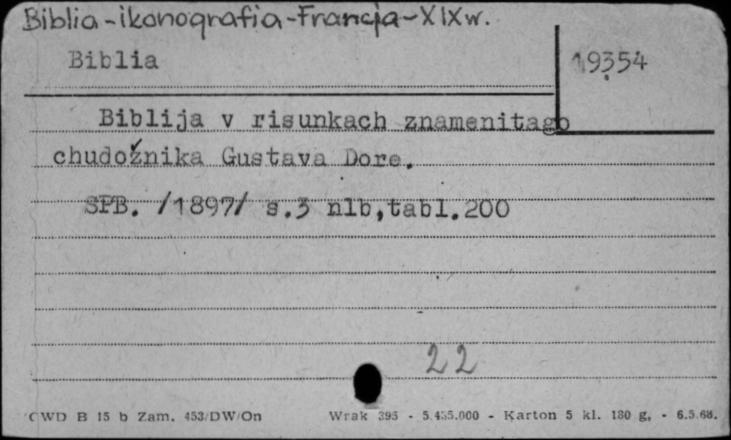 Biblia-ikonografia-Francja-XIXw.
Biblia 19354
Biblija v risunkach znamenitago
chudožnika Gustava Dore.
SPB. /1897/ s.3 nlb,tabl.200
22
CWD B 15 b Zam. 453/DW/On Wrak 395 - 5.435.000 - Karton 5 kl. 180 g, - 6.5.68.